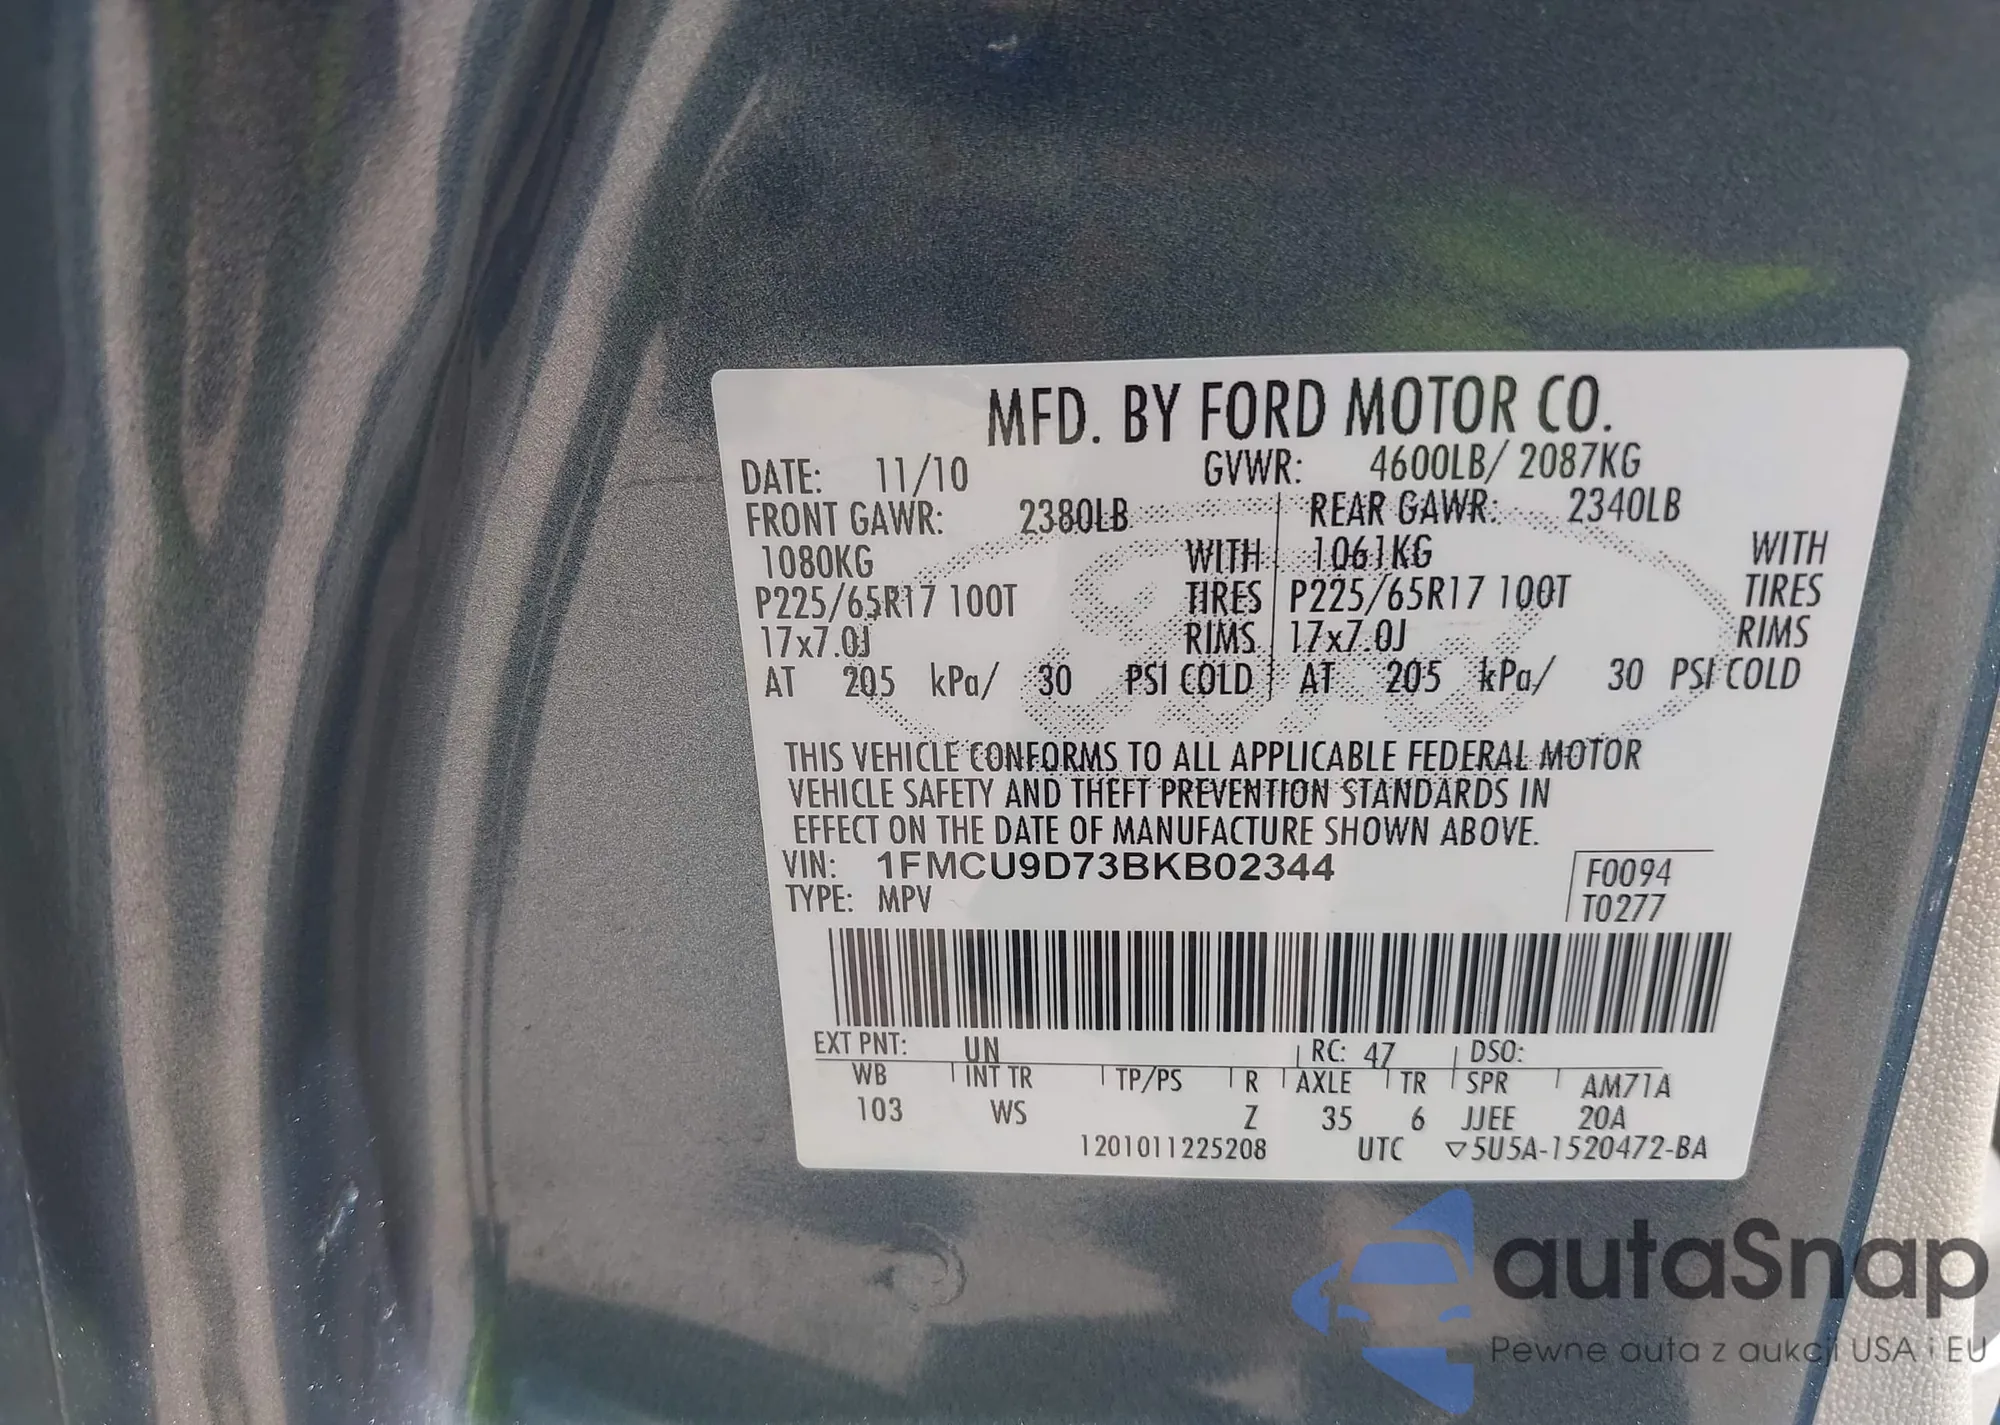 MFD. BY FORD MOTOR CO.
DATE: 11/10 GVWR: 4600LB/ 2087KG
FRONT GAWR: 2380LB REAR GAWR: 2340LB
1080KG WITH 1061KG WITH
P225/65R17 100T TIRES P225/65R17 100T TIRES
17x7.0J RIMS 17x7.0J RIMS
AT 205 kPa/ 30 PSI COLD AT 205 kPa/ 30 PSI COLD
THIS VEHICLE CONFORMS TO ALL APPLICABLE FEDERAL MOTOR
VEHICLE SAFETY AND THEFT PREVENTION STANDARDS IN
EFFECT ON THE DATE OF MANUFACTURE SHOWN ABOVE.
VIN: 1FMCU9D73BKB02344 F0094
TYPE: MPV T0277
EXT PNT: UN RC: 47 DSO:
WB INT TR TP/PS R AXLE TR SPR AM71A
103 WS Z 35 6 JJEE 20A
1201011225208 UTC ▽5U5A-1520472-BA
autaSnap
Pewne auta z aukcji USA i EU